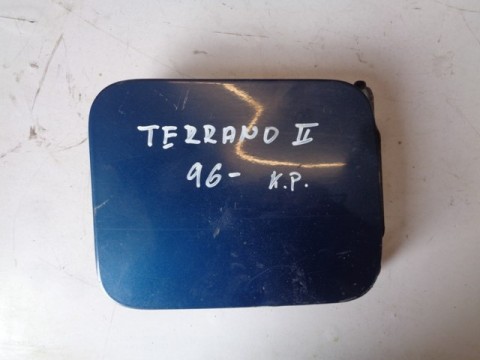 TERRANO II
96- K.P.